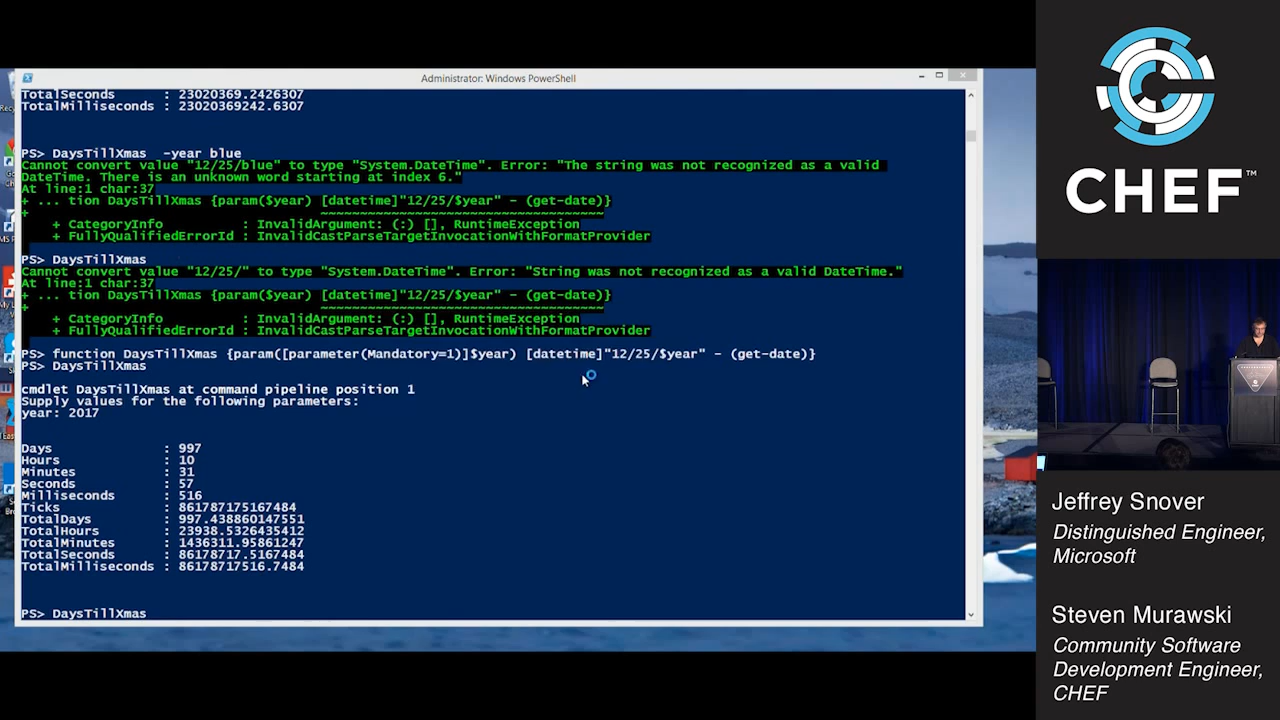 Administrator: Windows PowerShell
TotalSeconds : 23020369.2426307
TotalMilliseconds : 23020369242.6307
PS> DaysTillXmas -year blue
Cannot convert value "12/25/blue" to type "System.DateTime". Error: "The string was not recognized as a valid
DateTime. There is an unknown word starting at index 6."
At line:1 char:37
+ ... tion DaysTillXmas {param($year) [datetime]"12/25/$year" - (get-date)}
+ ~~~~~~~~~~~~~~~~~~~~~~~~~~~~~~~~~~~~~
+ CategoryInfo : InvalidArgument: (:) [], RuntimeException
+ FullyQualifiedErrorId : InvalidCastParseTargetInvocationWithFormatProvider
PS> DaysTillXmas
Cannot convert value "12/25/" to type "System.DateTime". Error: "String was not recognized as a valid DateTime."
At line:1 char:37
+ ... tion DaysTillXmas {param($year) [datetime]"12/25/$year" - (get-date)}
+ ~~~~~~~~~~~~~~~~~~~~~~~~~~~~~~~~~~~~~
+ CategoryInfo : InvalidArgument: (:) [], RuntimeException
+ FullyQualifiedErrorId : InvalidCastParseTargetInvocationWithFormatProvider
PS> function DaysTillXmas {param([parameter(Mandatory=1)]$year) [datetime]"12/25/$year" - (get-date)}
PS> DaysTillXmas
cmdlet DaysTillXmas at command pipeline position 1
Supply values for the following parameters:
year: 2017
Days : 997
Hours : 10
Minutes : 31
Seconds : 57
Milliseconds : 516
Ticks : 861787175167484
TotalDays : 997.438860147551
TotalHours : 23938.5326435412
TotalMinutes : 1436311.95861247
TotalSeconds : 86178717.5167484
TotalMilliseconds : 86178717516.7484
PS> DaysTillXmas
CHEF™
Jeffrey Snover
Distinguished Engineer,
Microsoft
Steven Murawski
Community Software
Development Engineer,
CHEF